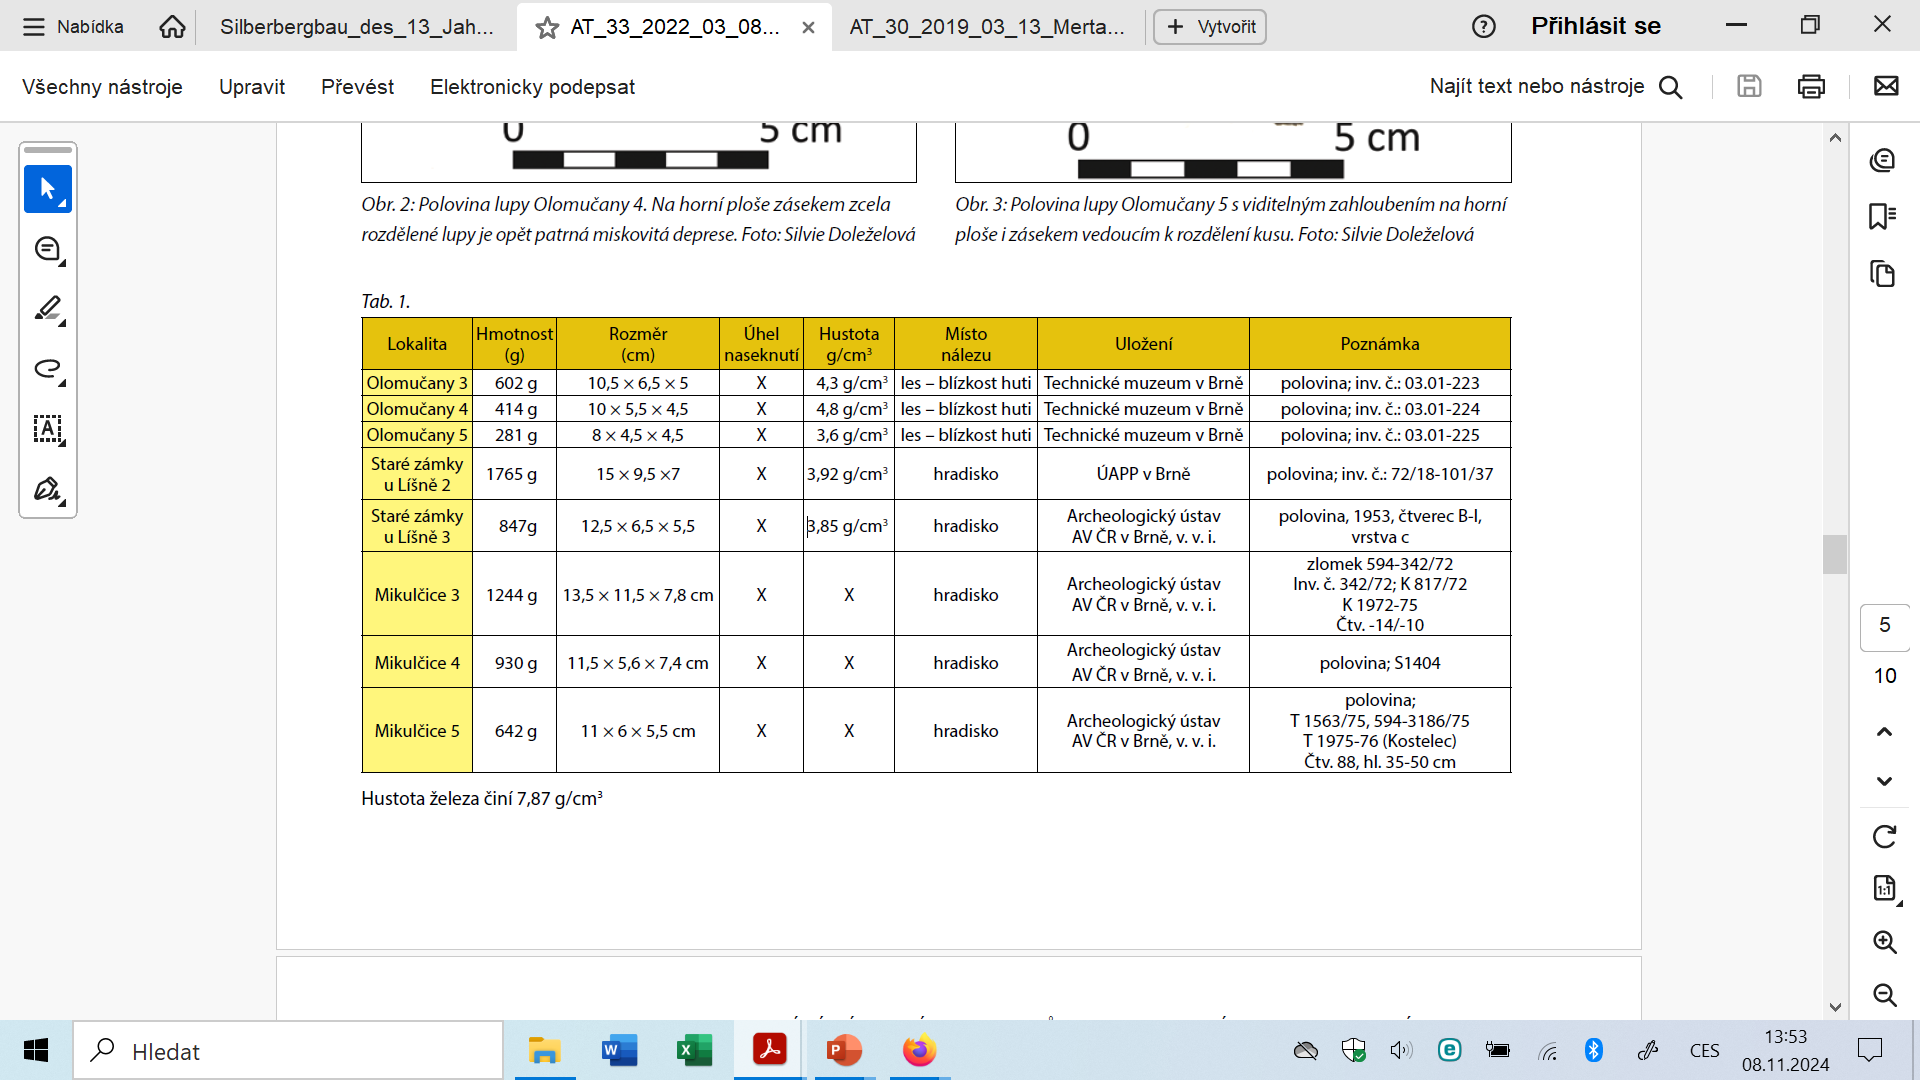 Nabídka
Silberbergbau_des_13_Jah...
AT_33_2022_03_08...
AT_30_2019_03_13_Merta...
Vytvořit
Přihlásit se
Všechny nástroje
Upravit
Převést
Elektronicky podepsat
Najít text nebo nástroje
0 5 cm
0 5 cm
Obr. 2: Polovina lupy Olomučany 4. Na horní ploše zásekem zcela
rozdělené lupy je opět patrná miskovitá deprese. Foto: Silvie Doleželová
Obr. 3: Polovina lupy Olomučany 5 s viditelným zahloubením na horní
ploše i zásekem vedoucím k rozdělení kusu. Foto: Silvie Doleželová
Tab. 1.
Lokalita Hmotnost (g) Rozměr (cm) Úhel naseknutí Hustota g/cm³ Místo nálezu Uložení Poznámka
Olomučany 3 602 g 10,5 × 6,5 × 5 X 4,3 g/cm³ les – blízkost huti Technické muzeum v Brně polovina; inv. č.: 03.01-223
Olomučany 4 414 g 10 × 5,5 × 4,5 X 4,8 g/cm³ les – blízkost huti Technické muzeum v Brně polovina; inv. č.: 03.01-224
Olomučany 5 281 g 8 × 4,5 × 4,5 X 3,6 g/cm³ les – blízkost huti Technické muzeum v Brně polovina; inv. č.: 03.01-225
Staré zámky u Líšně 2 1765 g 15 × 9,5 ×7 X 3,92 g/cm³ hradisko ÚAPP v Brně polovina; inv. č.: 72/18-101/37
Staré zámky u Líšně 3 847g 12,5 × 6,5 × 5,5 X 3,85 g/cm³ hradisko Archeologický ústav AV ČR v Brně, v. v. i. polovina, 1953, čtverec B-I, vrstva c
Mikulčice 3 1244 g 13,5 × 11,5 × 7,8 cm X X hradisko Archeologický ústav AV ČR v Brně, v. v. i. zlomek 594-342/72 Inv. č. 342/72; K 817/72 K 1972-75 Čtv. -14/-10
Mikulčice 4 930 g 11,5 × 5,6 × 7,4 cm X X hradisko Archeologický ústav AV ČR v Brně, v. v. i. polovina; S1404
Mikulčice 5 642 g 11 × 6 × 5,5 cm X X hradisko Archeologický ústav AV ČR v Brně, v. v. i. polovina; T 1563/75, 594-3186/75 T 1975-76 (Kostelec) Čtv. 88, hl. 35-50 cm
Hustota železa činí 7,87 g/cm³
5
10
1:1
Hledat
CES
13:53
08.11.2024